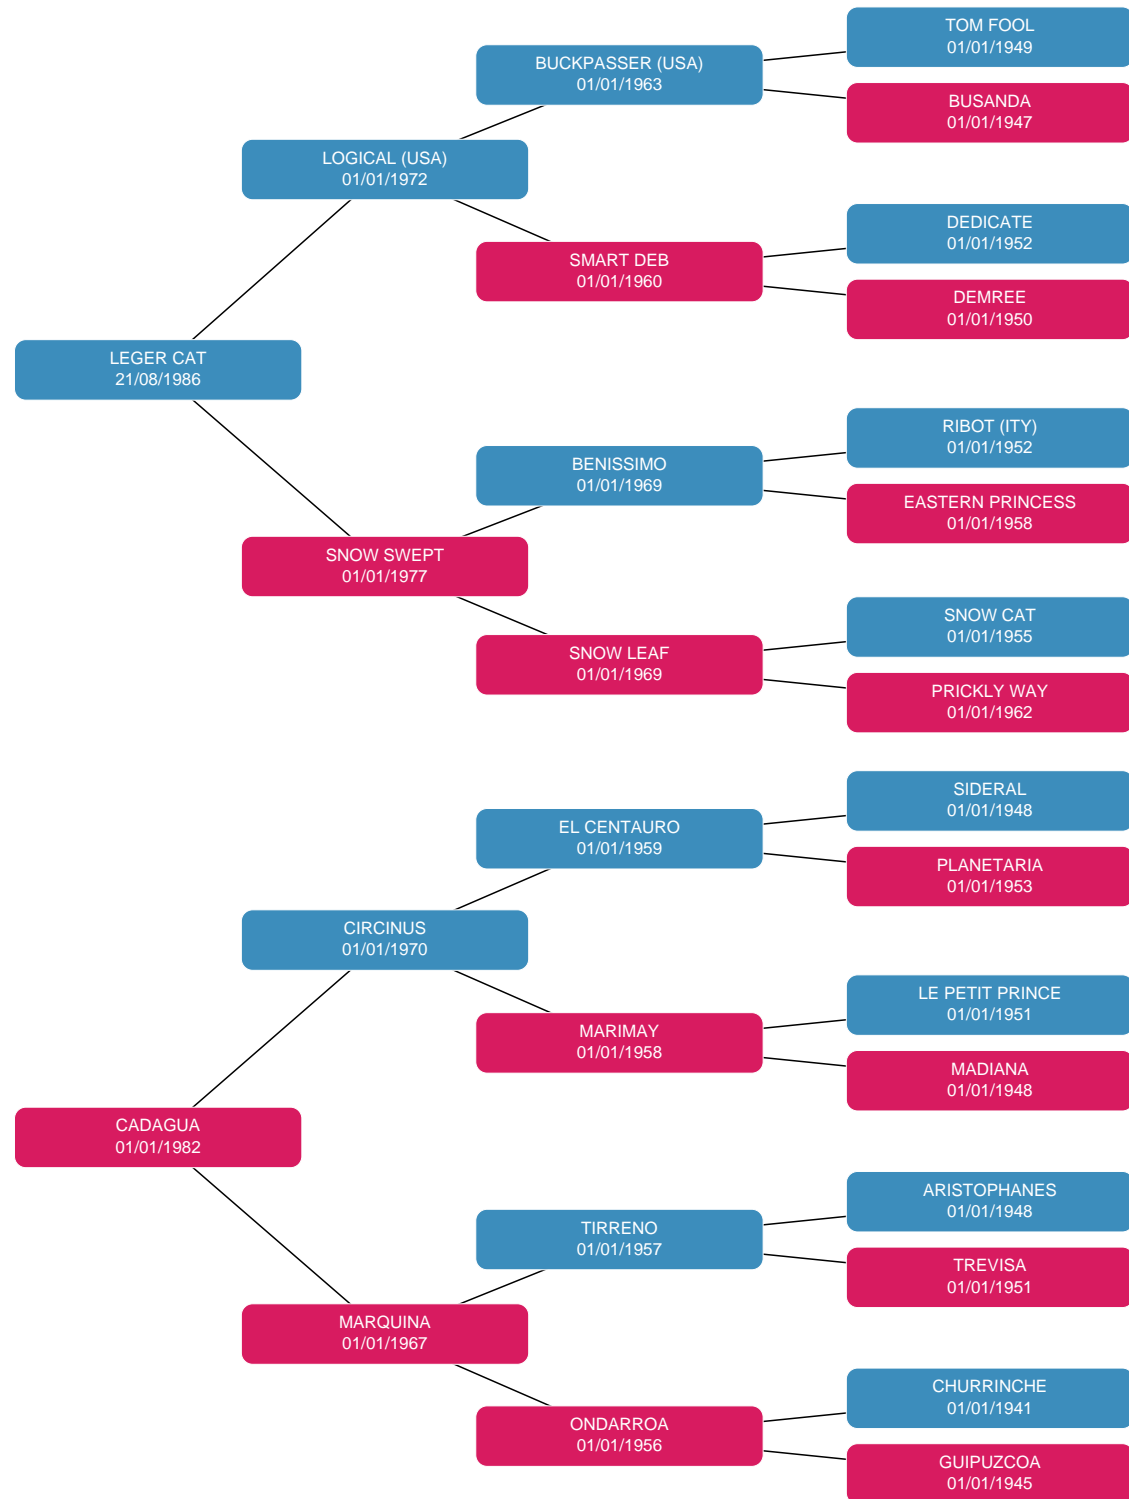 TOM FOOL
01/01/1949
BUCKPASSER (USA)
01/01/1963
BUSANDA
01/01/1947
LOGICAL (USA)
01/01/1972
DEDICATE
01/01/1952
SMART DEB
01/01/1960
DEMREE
01/01/1950
LEGER CAT
21/08/1986
RIBOT (ITY)
01/01/1952
BENISSIMO
01/01/1969
EASTERN PRINCESS
01/01/1958
SNOW SWEPT
01/01/1977
SNOW CAT
01/01/1955
SNOW LEAF
01/01/1969
PRICKLY WAY
01/01/1962
SIDERAL
01/01/1948
EL CENTAURO
01/01/1959
PLANETARIA
01/01/1953
CIRCINUS
01/01/1970
LE PETIT PRINCE
01/01/1951
MARIMAY
01/01/1958
MADIANA
01/01/1948
CADAGUA
01/01/1982
ARISTOPHANES
01/01/1948
TIRRENO
01/01/1957
TREVISA
01/01/1951
MARQUINA
01/01/1967
CHURRINCHE
01/01/1941
ONDARROA
01/01/1956
GUIPUZCOA
01/01/1945